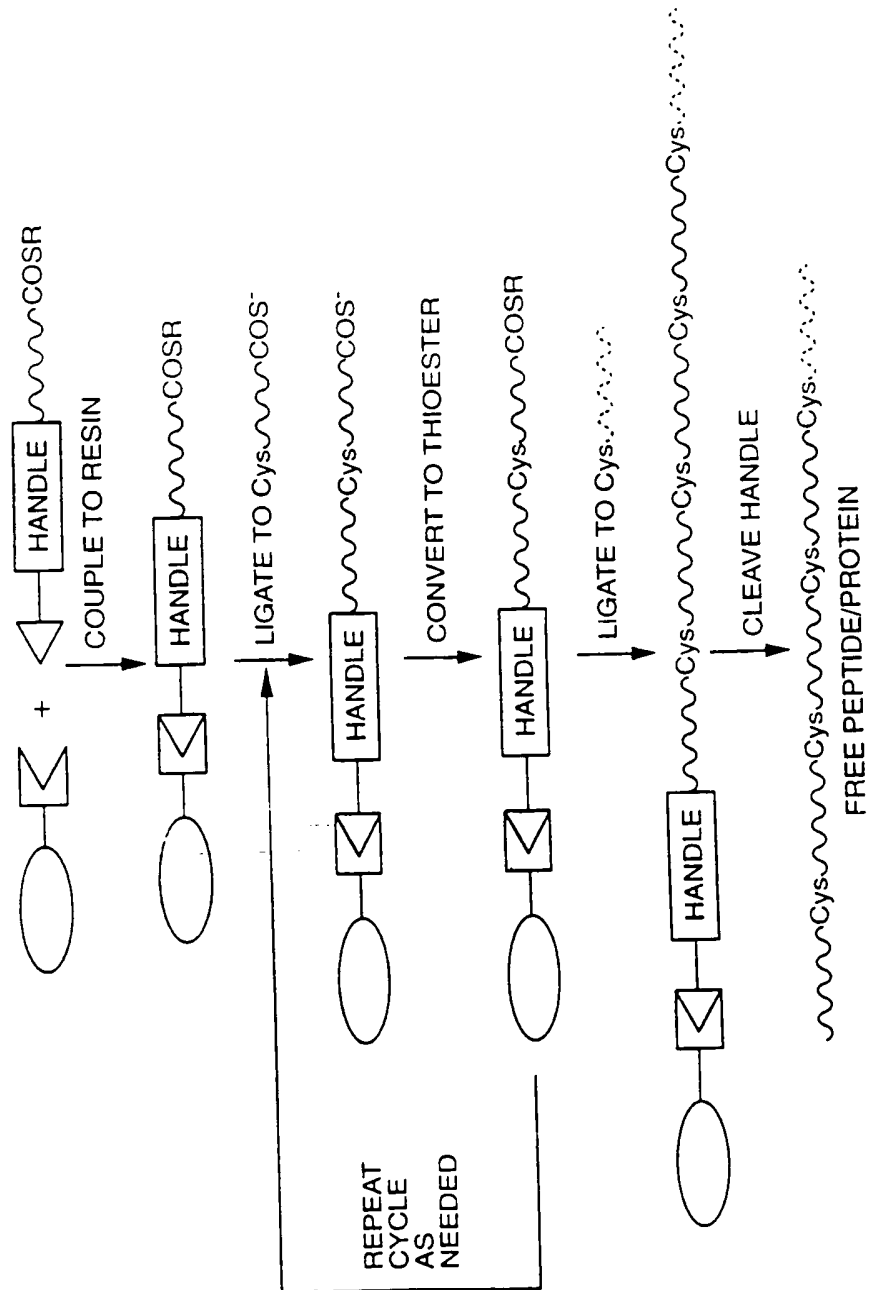 +
HANDLE
COSR
COUPLE TO RESIN
HANDLE
COSR
LIGATE TO Cys
COS⁻
HANDLE
Cys
COS⁻
CONVERT TO THIOESTER
HANDLE
Cys
COSR
REPEAT
CYCLE
AS
NEEDED
LIGATE TO Cys
HANDLE
Cys
Cys
Cys
CLEAVE HANDLE
Cys
Cys
Cys
FREE PEPTIDE/PROTEIN